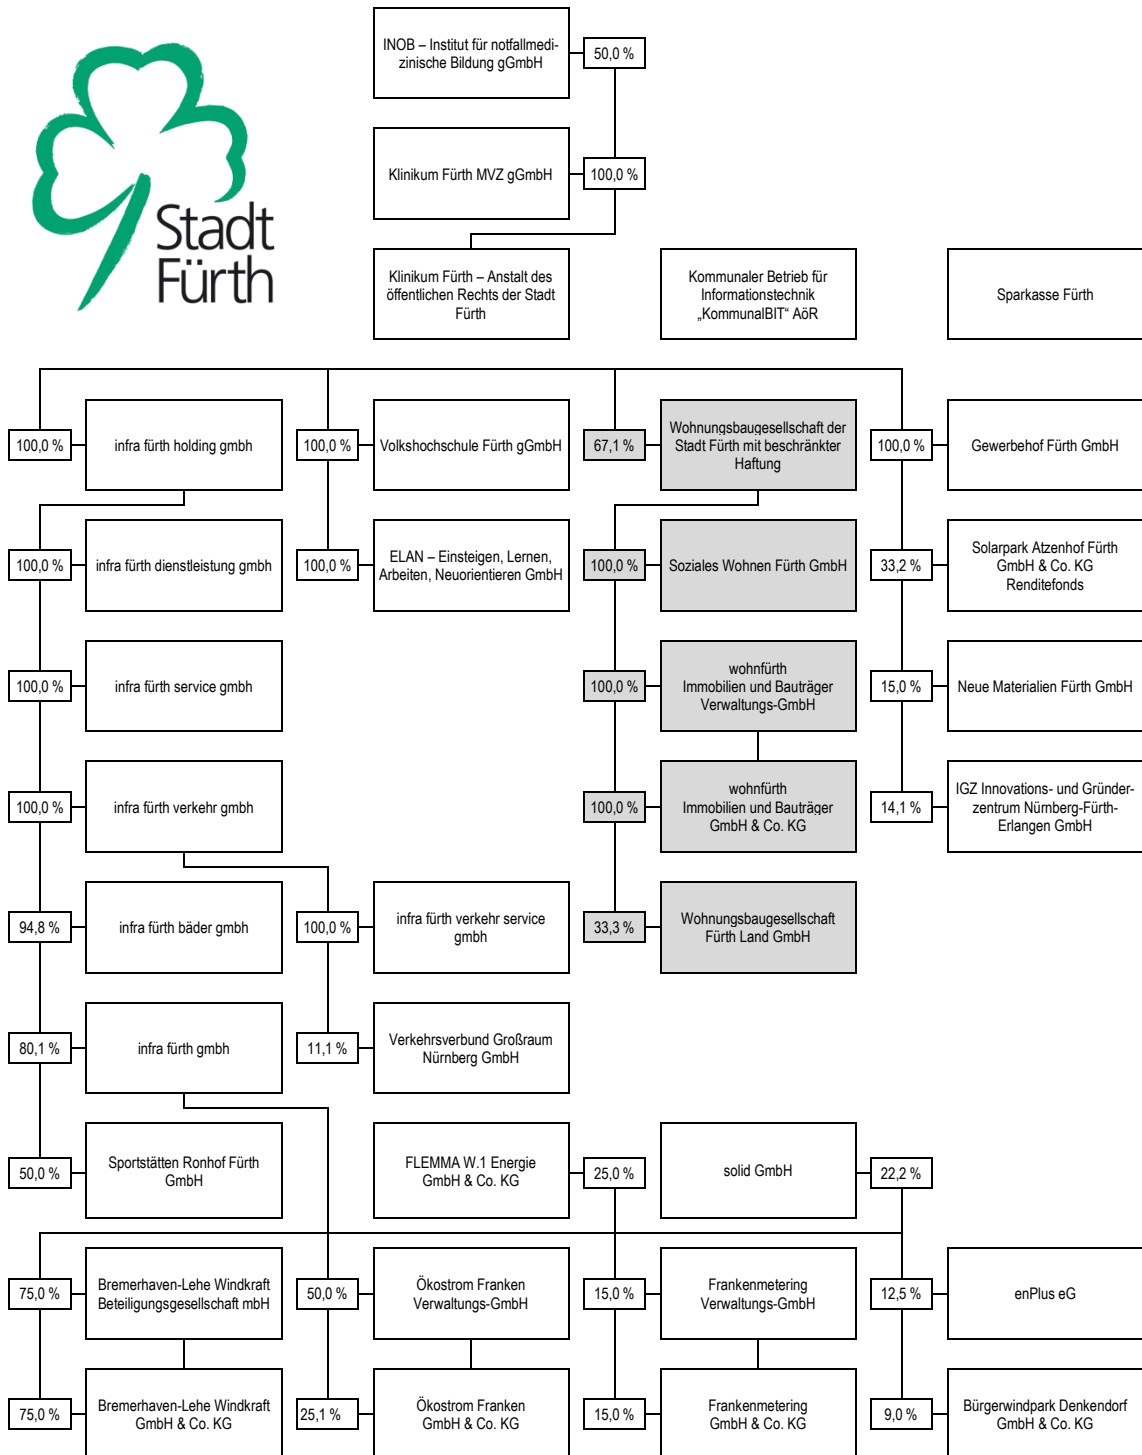 INOB – Institut für notfallmedi-
zinische Bildung gGmbH
50,0 %
Klinikum Fürth MVZ gGmbH
100,0 %
Stadt
Fürth
Klinikum Fürth – Anstalt des
öffentlichen Rechts der Stadt
Fürth
Kommunaler Betrieb für
Informationstechnik
„KommunalBIT“ AöR
Sparkasse Fürth
100,0 %
infra fürth holding gmbh
100,0 %
Volkshochschule Fürth gGmbH
67,1 %
Wohnungsbaugesellschaft der
Stadt Fürth mit beschränkter
Haftung
100,0 %
Gewerbehof Fürth GmbH
100,0 %
infra fürth dienstleistung gmbh
100,0 %
ELAN – Einsteigen, Lernen,
Arbeiten, Neuorientieren GmbH
100,0 %
Soziales Wohnen Fürth GmbH
33,2 %
Solarpark Atzenhof Fürth
GmbH & Co. KG
Renditefonds
100,0 %
infra fürth service gmbh
100,0 %
wohnfürth
Immobilien und Bauträger
Verwaltungs-GmbH
15,0 %
Neue Materialien Fürth GmbH
100,0 %
infra fürth verkehr gmbh
100,0 %
wohnfürth
Immobilien und Bauträger
GmbH & Co. KG
14,1 %
IGZ Innovations- und Gründer-
zentrum Nürnberg-Fürth-
Erlangen GmbH
94,8 %
infra fürth bäder gmbh
100,0 %
infra fürth verkehr service
gmbh
33,3 %
Wohnungsbaugesellschaft
Fürth Land GmbH
80,1 %
infra fürth gmbh
11,1 %
Verkehrsverbund Großraum
Nürnberg GmbH
50,0 %
Sportstätten Ronhof Fürth
GmbH
FLEMMA W.1 Energie
GmbH & Co. KG
25,0 %
solid GmbH
22,2 %
75,0 %
Bremerhaven-Lehe Windkraft
Beteiligungsgesellschaft mbH
50,0 %
Ökostrom Franken
Verwaltungs-GmbH
15,0 %
Frankenmetering
Verwaltungs-GmbH
12,5 %
enPlus eG
75,0 %
Bremerhaven-Lehe Windkraft
GmbH & Co. KG
25,1 %
Ökostrom Franken
GmbH & Co. KG
15,0 %
Frankenmetering
GmbH & Co. KG
9,0 %
Bürgerwindpark Denkendorf
GmbH & Co. KG